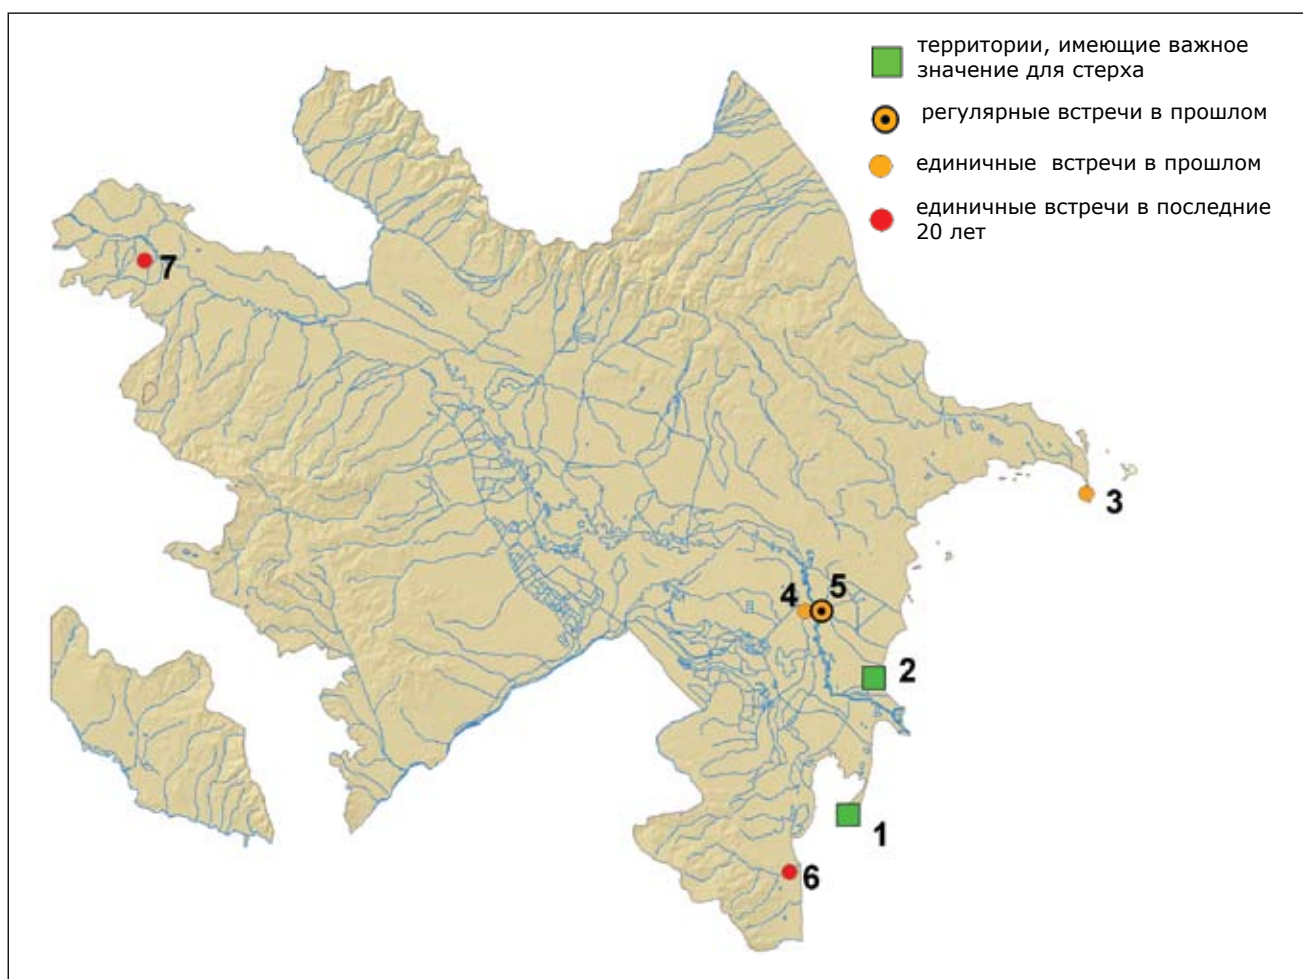 территории, имеющие важное
значение для стерха
регулярные встречи в прошлом
единичные встречи в прошлом
единичные встречи в последние
20 лет
7
3
4
5
2
1
6